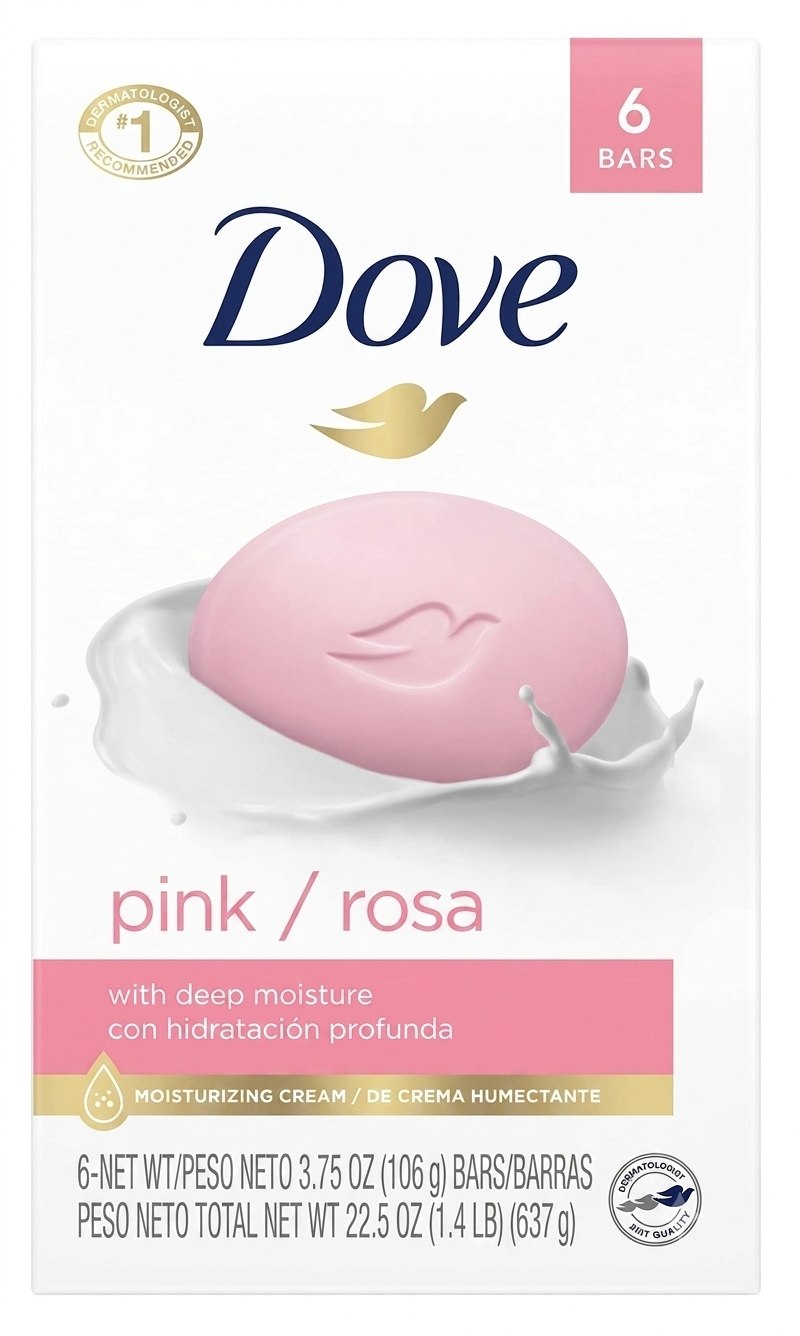 DERMATOLOGIST
#1
RECOMMENDED
6
BARS
Dove
pink / rosa
with deep moisture
con hidratación profunda
MOISTURIZING CREAM / DE CREMA HUMECTANTE
6-NET WT/PESO NETO 3.75 OZ (106 g) BARS/BARRAS
PESO NETO TOTAL NET WT 22.5 OZ (1.4 LB) (637 g)